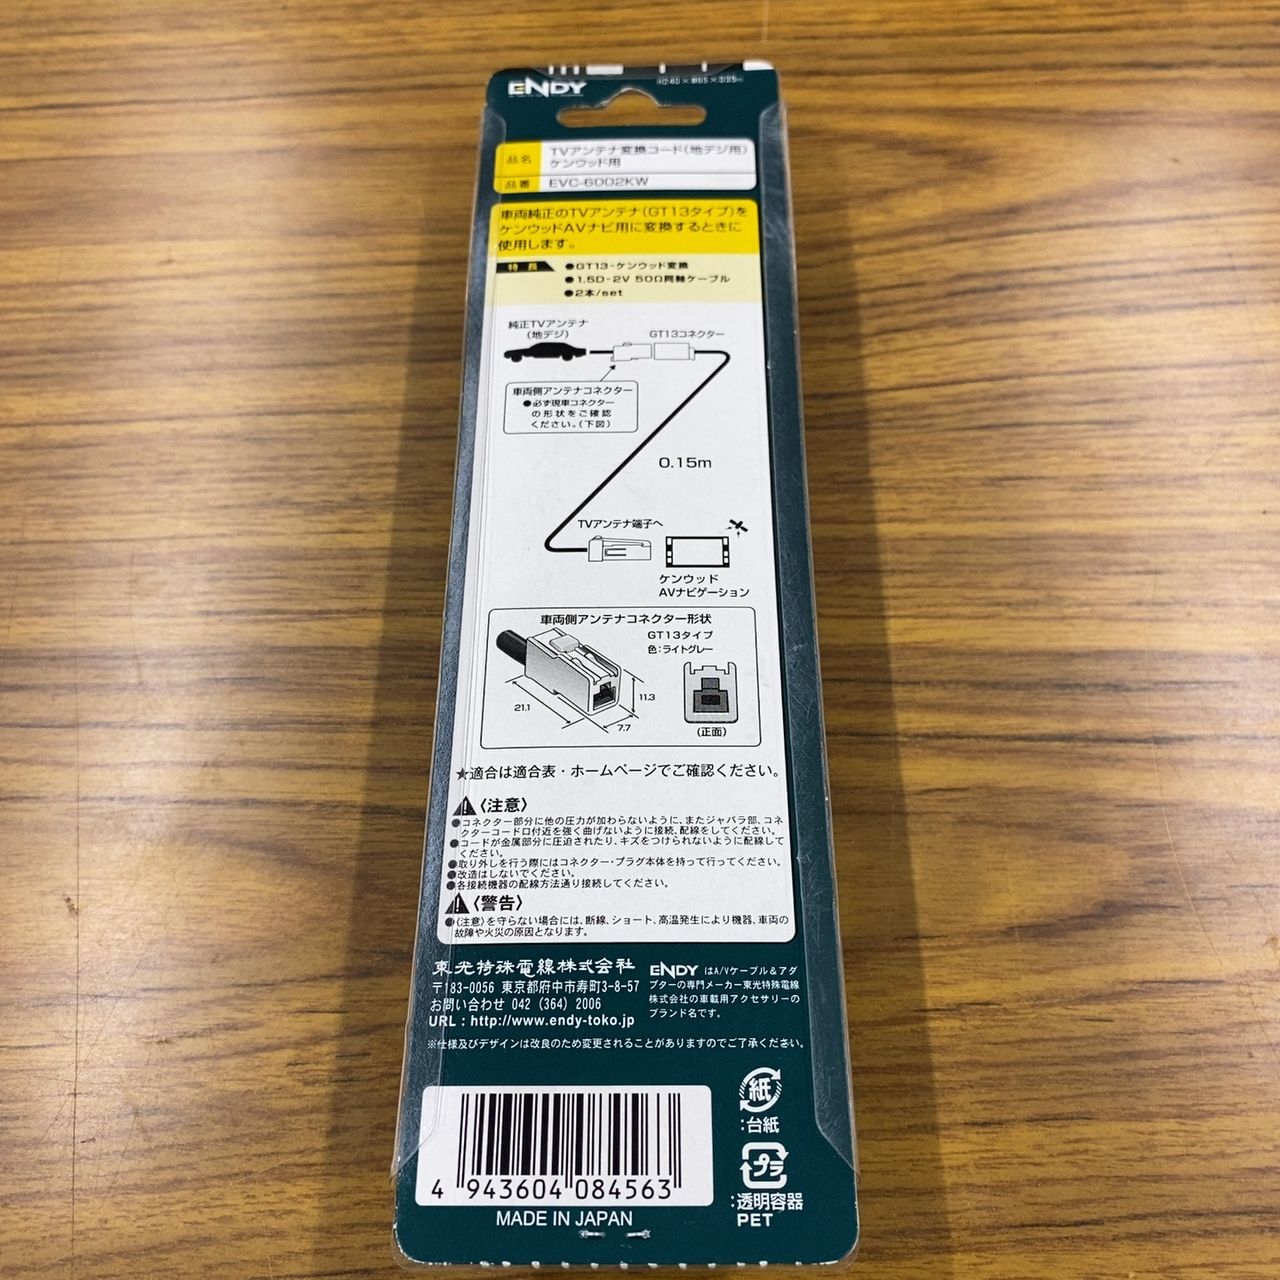 ENDY
品名 TVアンテナ変換コード(地デジ用)
ケンウッド用
品番 EVC-6002KW
車両純正のTVアンテナ(GT13タイプ)を
ケンウッドAVナビ用に変換するときに
使用します。
特長 ●GT13-ケンウッド変換
●1.5D-2V 50Ω同軸ケーブル
●2本/set
純正TVアンテナ
(地デジ)
GT13コネクター
車両側アンテナコネクター
●必ず現車コネクター
の形状をご確認
ください。(下図)
0.15m
TVアンテナ端子へ
ケンウッド
AVナビゲーション
車両側アンテナコネクター形状
GT13タイプ
色:ライトグレー
21.1
11.3
7.7
(正面)
★適合は適合表・ホームページでご確認ください。
〈注意〉
●コネクター部分に他の圧力が加わらないように、またジャバラ部、コネ
クターコード口付近を強く曲げないように接続、配線をしてください。
●コードが金属部分に圧迫されたり、キズをつけられないように配線して
ください。
●取り外しを行う際にはコネクター・プラグ本体を持って行ってください。
●改造はしないでください。
●各接続機器の配線方法通り接続してください。
〈警告〉
●〈注意〉を守らない場合には、断線、ショート、高温発生により機器、車両の
故障や火災の原因となります。
東光特殊電線株式会社
〒183-0056 東京都府中市寿町3-8-57
お問い合わせ 042 (364) 2006
URL : http://www.endy-toko.jp
ENDY はA/Vケーブル&アダ
プターの専門メーカー東光特殊電線
株式会社の車載用アクセサリーの
ブランド名です。
※仕様及びデザインは改良のため変更されることがありますのでご了承ください。
紙
:台紙
プラ
:透明容器
PET
4 943604 084563
MADE IN JAPAN